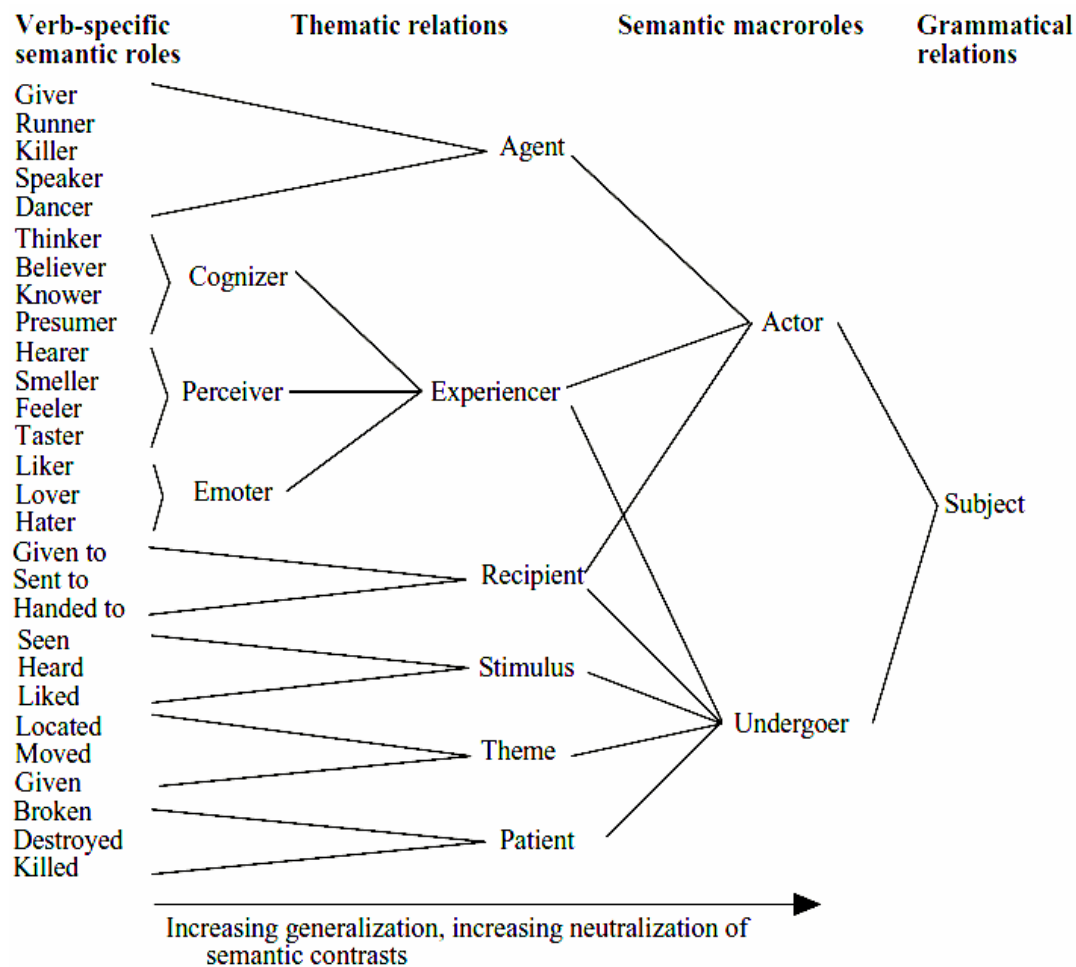 Verb-specific semantic roles
Thematic relations
Semantic macroroles
Grammatical relations
Giver
Runner
Killer
Speaker
Dancer
Thinker
Believer
Knower
Presumer
Hearer
Smeller
Feeler
Taster
Liker
Lover
Hater
Given to
Sent to
Handed to
Seen
Heard
Liked
Located
Moved
Given
Broken
Destroyed
Killed
Cognizer
Perceiver
Emoter
Agent
Experiencer
Recipient
Stimulus
Theme
Patient
Actor
Undergoer
Subject
Increasing generalization, increasing neutralization of
semantic contrasts